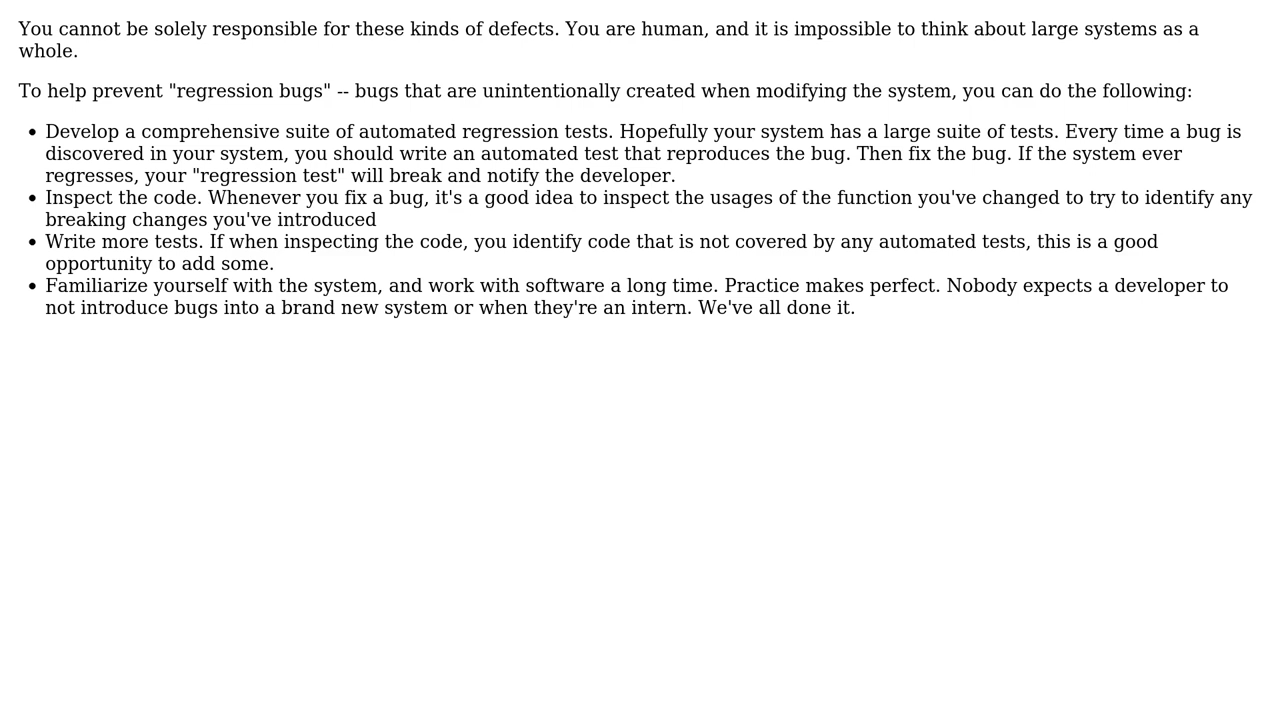 You cannot be solely responsible for these kinds of defects. You are human, and it is impossible to think about large systems as a
whole.
To help prevent "regression bugs" -- bugs that are unintentionally created when modifying the system, you can do the following:
• Develop a comprehensive suite of automated regression tests. Hopefully your system has a large suite of tests. Every time a bug is
discovered in your system, you should write an automated test that reproduces the bug. Then fix the bug. If the system ever
regresses, your "regression test" will break and notify the developer.
• Inspect the code. Whenever you fix a bug, it's a good idea to inspect the usages of the function you've changed to try to identify any
breaking changes you've introduced
• Write more tests. If when inspecting the code, you identify code that is not covered by any automated tests, this is a good
opportunity to add some.
• Familiarize yourself with the system, and work with software a long time. Practice makes perfect. Nobody expects a developer to
not introduce bugs into a brand new system or when they're an intern. We've all done it.